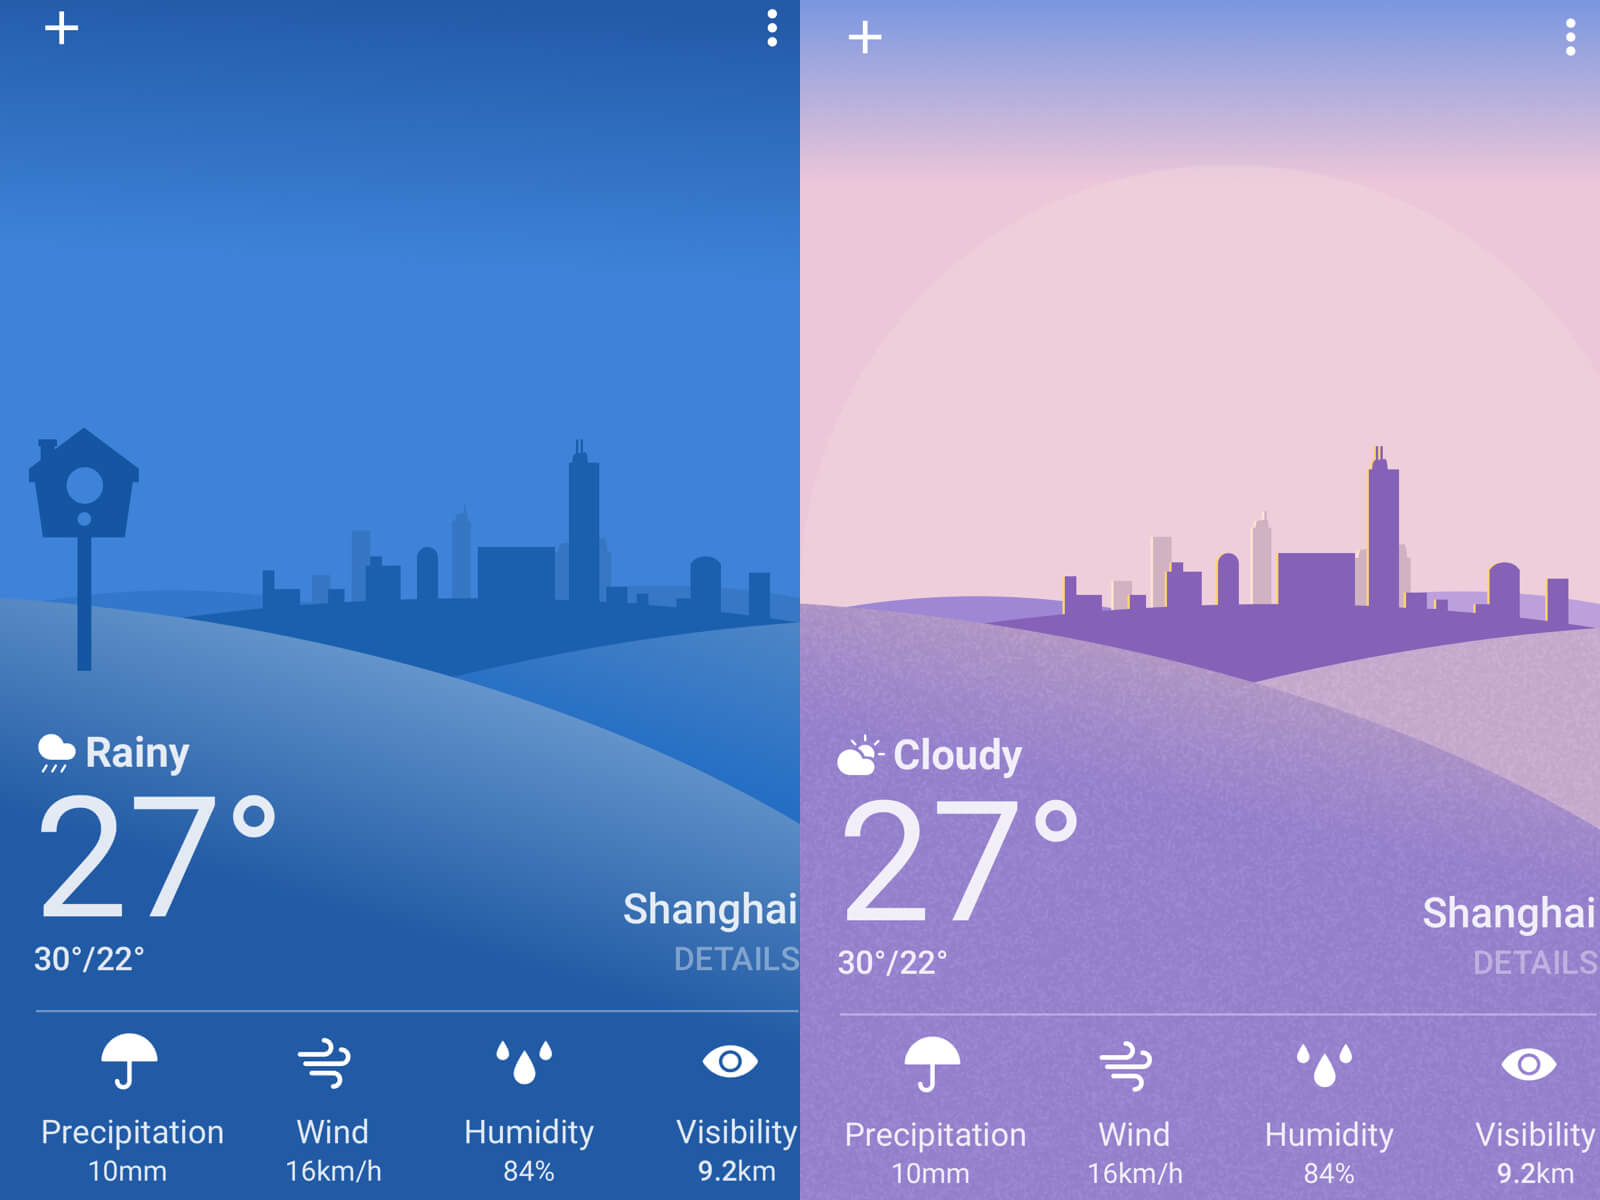 Rainy
27°
Shanghai
30°/22°
DETAILS
Precipitation
Wind
Humidity
Visibility
10mm
16km/h
84%
9.2km
Cloudy
27°
Shanghai
30°/22°
DETAILS
Precipitation
Wind
Humidity
Visibility
10mm
16km/h
84%
9.2km